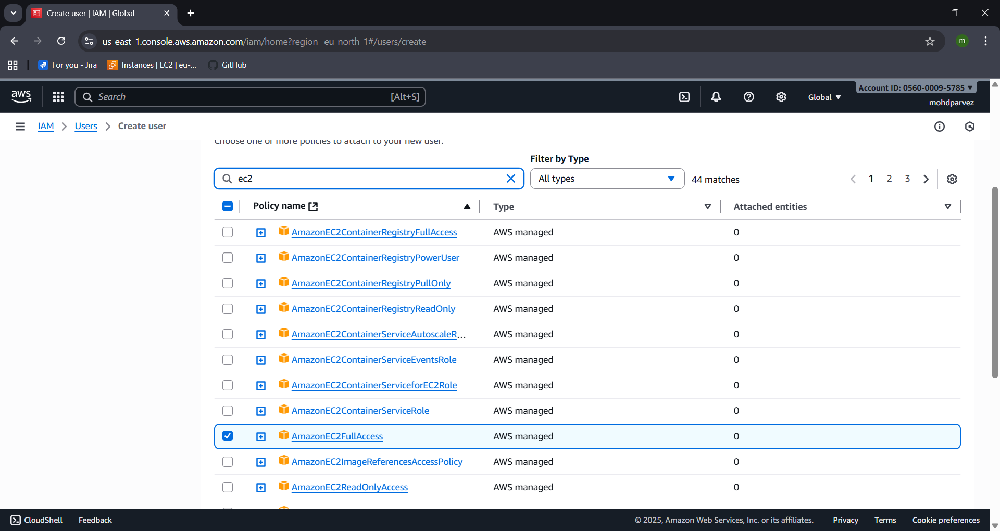 Create user | IAM | Global
us-east-1.console.aws.amazon.com/iam/home?region=eu-north-1#/users/create
m
For you - Jira
Instances | EC2 | eu-...
GitHub
aws
Search
[Alt+S]
Global
Account ID: 0560-0009-5785
mohdparvez
IAM
Users
Create user
Choose one or more policies to attach to your new user.
Filter by Type
ec2
All types
44 matches
1 2 3
Policy name Type Attached entities
AmazonEC2ContainerRegistryFullAccess AWS managed 0
AmazonEC2ContainerRegistryPowerUser AWS managed 0
AmazonEC2ContainerRegistryPullOnly AWS managed 0
AmazonEC2ContainerRegistryReadOnly AWS managed 0
AmazonEC2ContainerServiceAutoscaleR... AWS managed 0
AmazonEC2ContainerServiceEventsRole AWS managed 0
AmazonEC2ContainerServiceforEC2Role AWS managed 0
AmazonEC2ContainerServiceRole AWS managed 0
AmazonEC2FullAccess AWS managed 0
AmazonEC2ImageReferencesAccessPolicy AWS managed 0
AmazonEC2ReadOnlyAccess AWS managed 0
CloudShell Feedback © 2025, Amazon Web Services, Inc. or its affiliates. Privacy Terms Cookie preferences